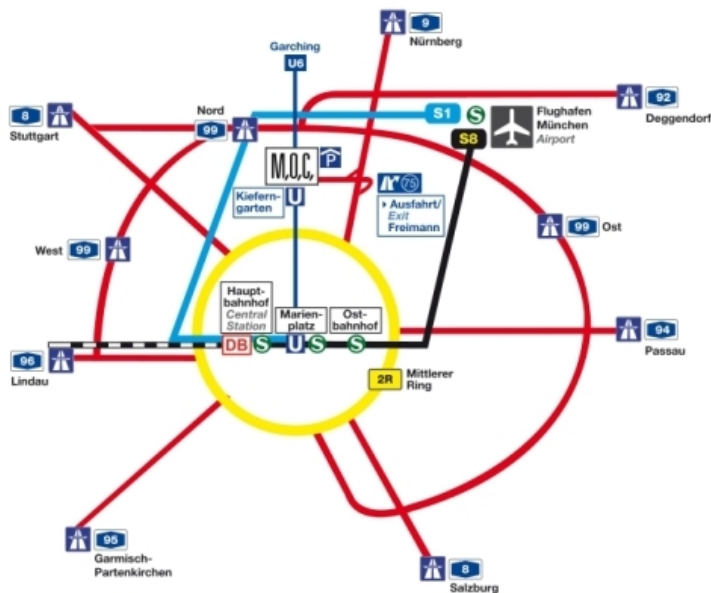 9
Nürnberg
Garching
U6
92
Deggendorf
8
Stuttgart
Nord
99
S1
S
S8
Flughafen
München
Airport
M,O,C,
P
75
Kiefern-
garten
U
Ausfahrt/
Exit
Freimann
West
99
99
Ost
Haupt-
bahnhof
Central
Station
Marien-
platz
Ost-
bahnhof
DB
S
U
S
S
94
Passau
96
Lindau
2R
Mittlerer
Ring
95
Garmisch-
Partenkirchen
8
Salzburg